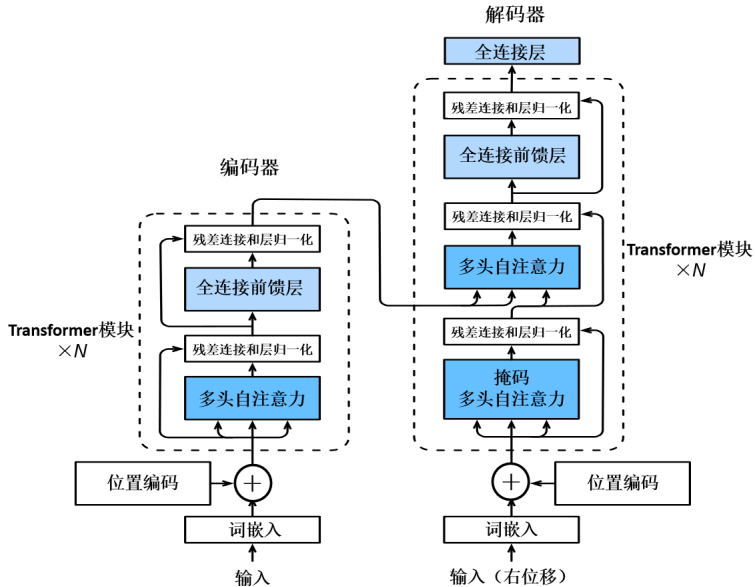 编码器
残差连接和层归一化
全连接前馈层
Transformer模块
×N
残差连接和层归一化
多头自注意力
位置编码
+
词嵌入
输入
解码器
全连接层
残差连接和层归一化
全连接前馈层
残差连接和层归一化
多头自注意力
Transformer模块
×N
残差连接和层归一化
掩码
多头自注意力
+
位置编码
词嵌入
输入（右位移）